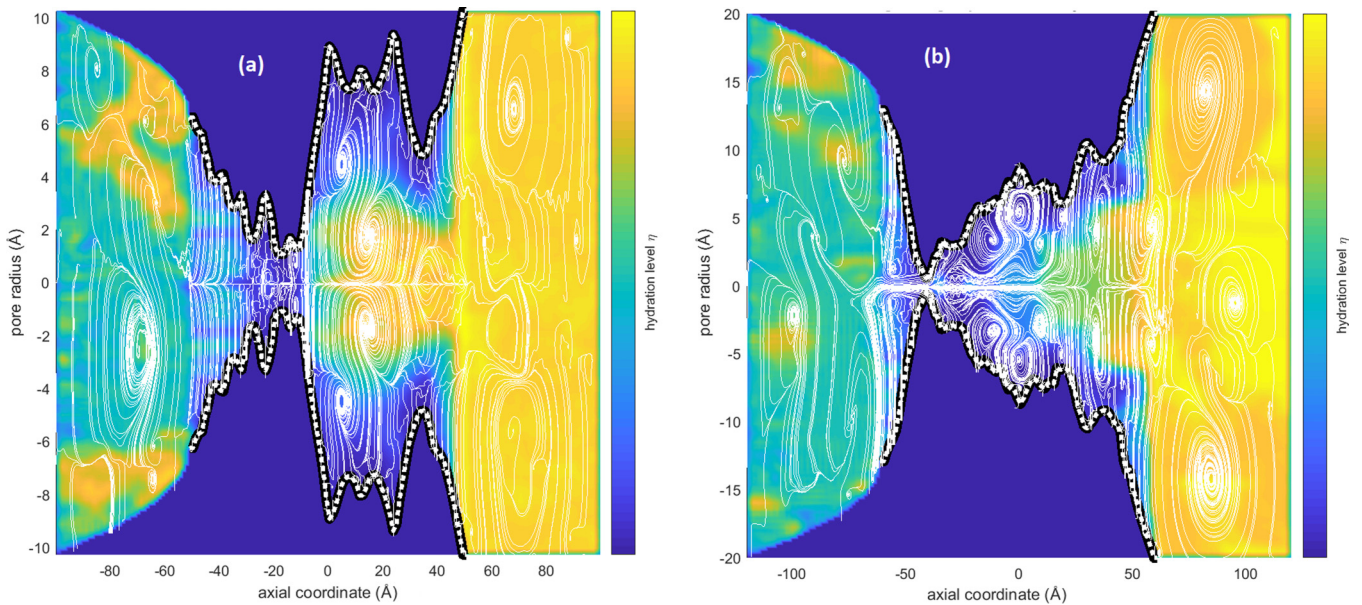 (a)
10
8
6
4
2
0
-2
-4
-6
-8
-10
pore radius (Å)
-80 -60 -40 -20 0 20 40 60 80
axial coordinate (Å)
hydration level η
(b)
20
15
10
5
0
-5
-10
-15
-20
pore radius (Å)
-100 -50 0 50 100
axial coordinate (Å)
hydration level η